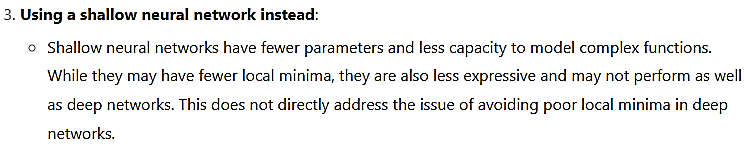 3. Using a shallow neural network instead:
○ Shallow neural networks have fewer parameters and less capacity to model complex functions.
While they may have fewer local minima, they are also less expressive and may not perform as well
as deep networks. This does not directly address the issue of avoiding poor local minima in deep
networks.